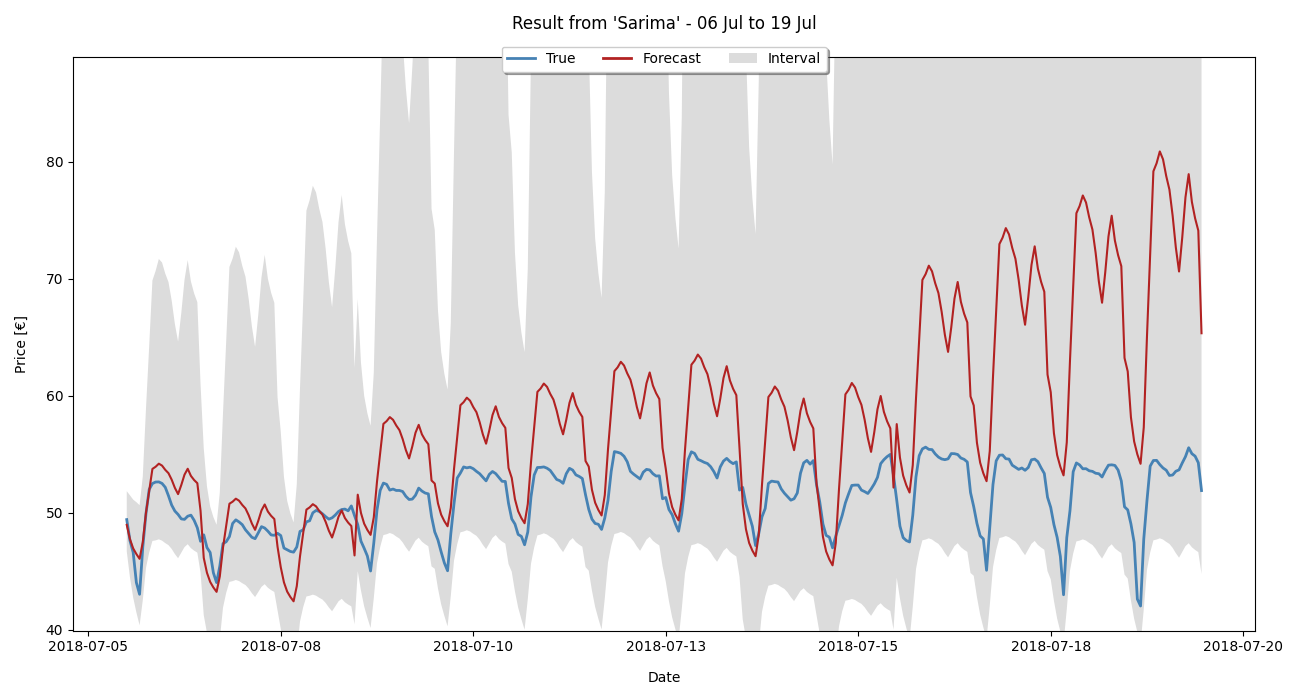 Result from 'Sarima' - 06 Jul to 19 Jul
True Forecast Interval
80
70
60
50
40
Price [€]
2018-07-05 2018-07-08 2018-07-10 2018-07-13 2018-07-15 2018-07-18 2018-07-20
Date